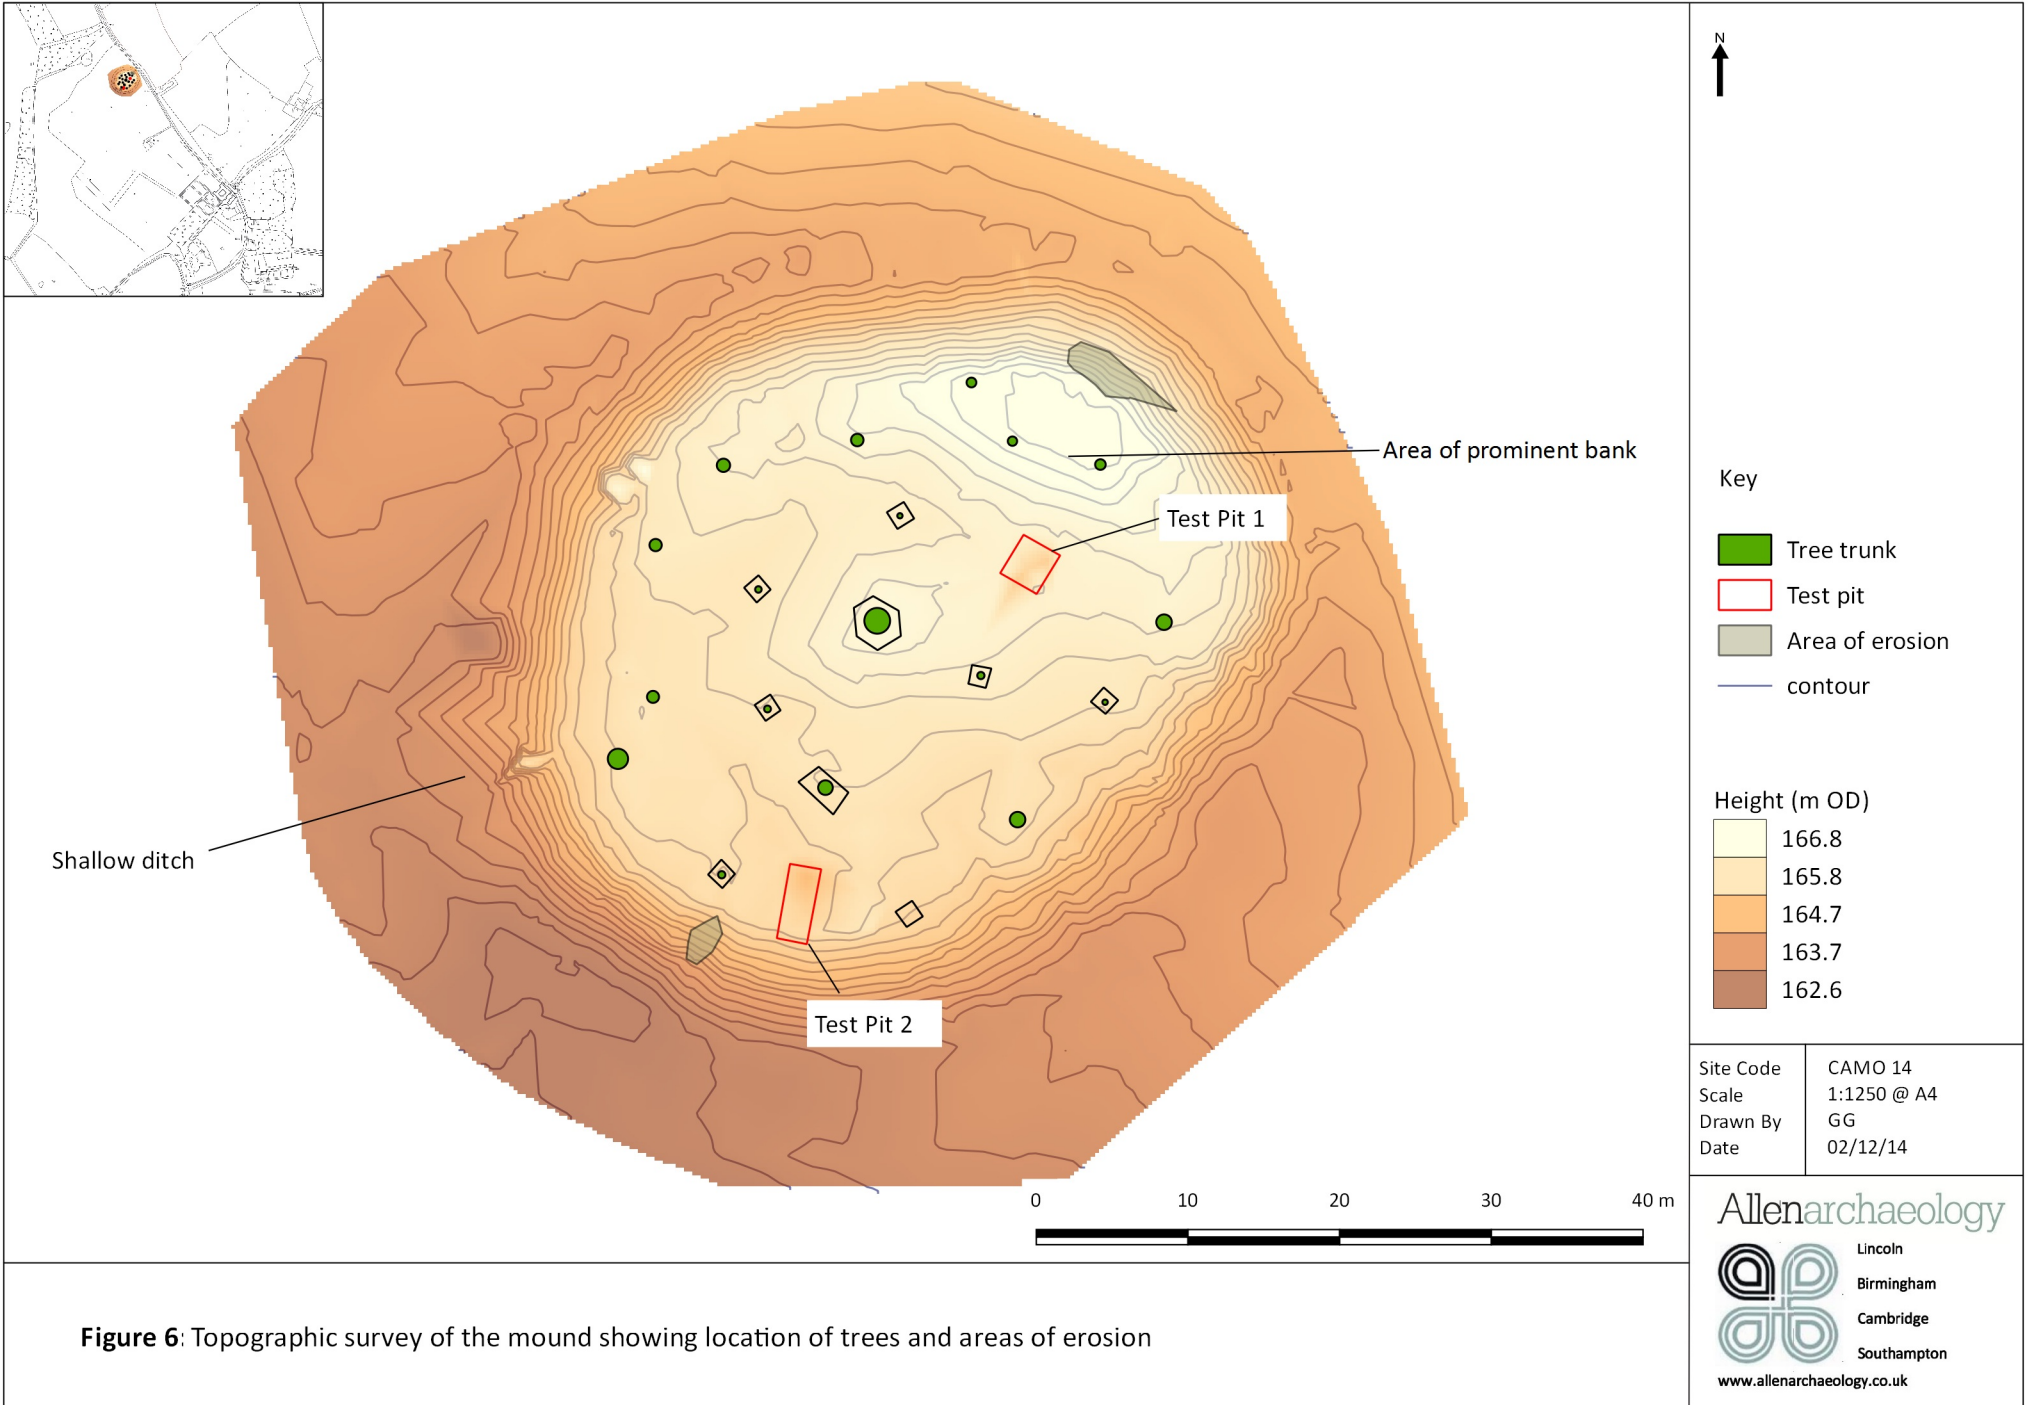 N
Area of prominent bank
Test Pit 1
Shallow ditch
Test Pit 2
0 10 20 30 40 m
Key
Tree trunk
Test pit
Area of erosion
contour
Height (m OD)
166.8
165.8
164.7
163.7
162.6
Site Code CAMO 14
Scale 1:1250 @ A4
Drawn By GG
Date 02/12/14
Allenarchaeology
Lincoln
Birmingham
Cambridge
Southampton
www.allenarchaeology.co.uk
Figure 6: Topographic survey of the mound showing location of trees and areas of erosion